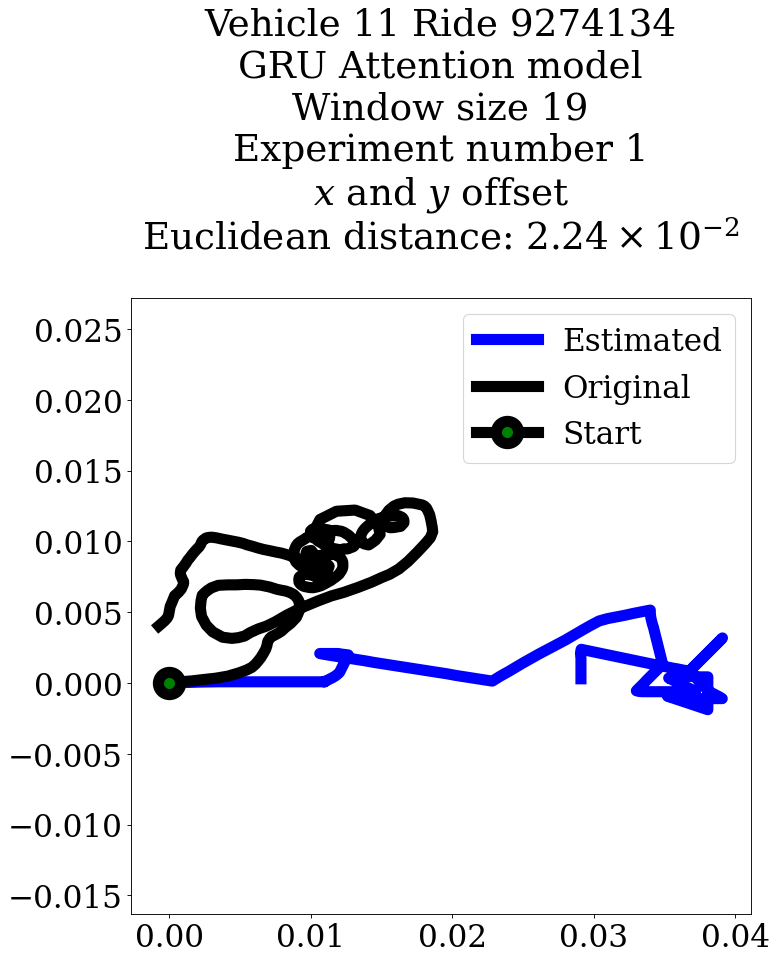 Vehicle 11 Ride 9274134
GRU Attention model
Window size 19
Experiment number 1
x and y offset
Euclidean distance: 2.24 × 10⁻²
Estimated
Original
Start
0.025
0.020
0.015
0.010
0.005
0.000
−0.005
−0.010
−0.015
0.00 0.01 0.02 0.03 0.04